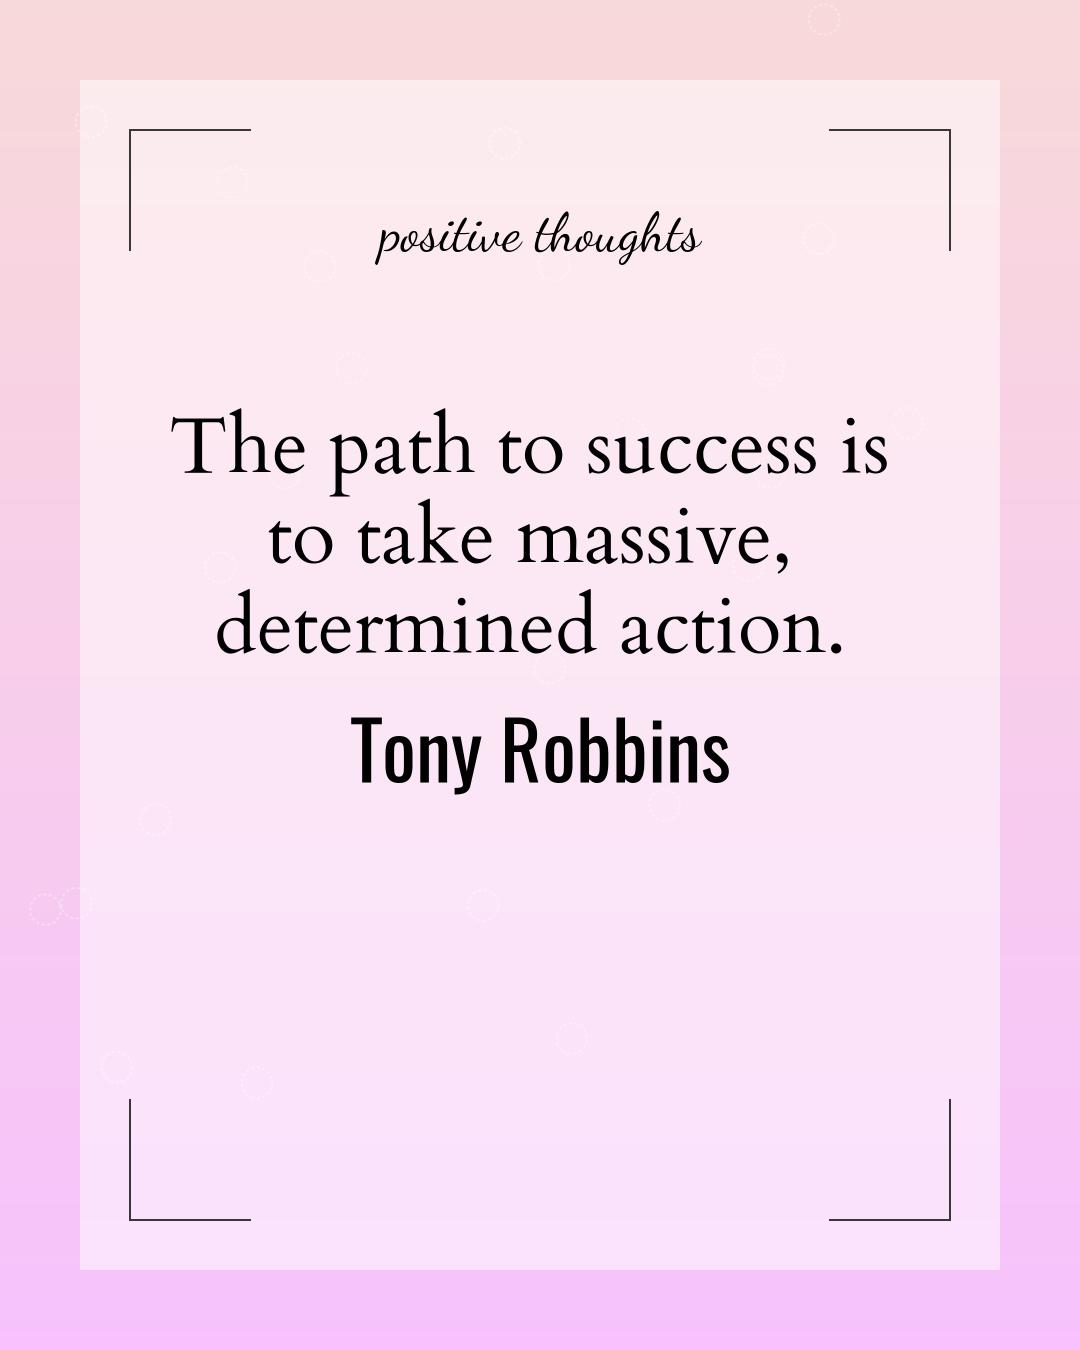 positive thoughts
The path to success is
to take massive,
determined action.
Tony Robbins